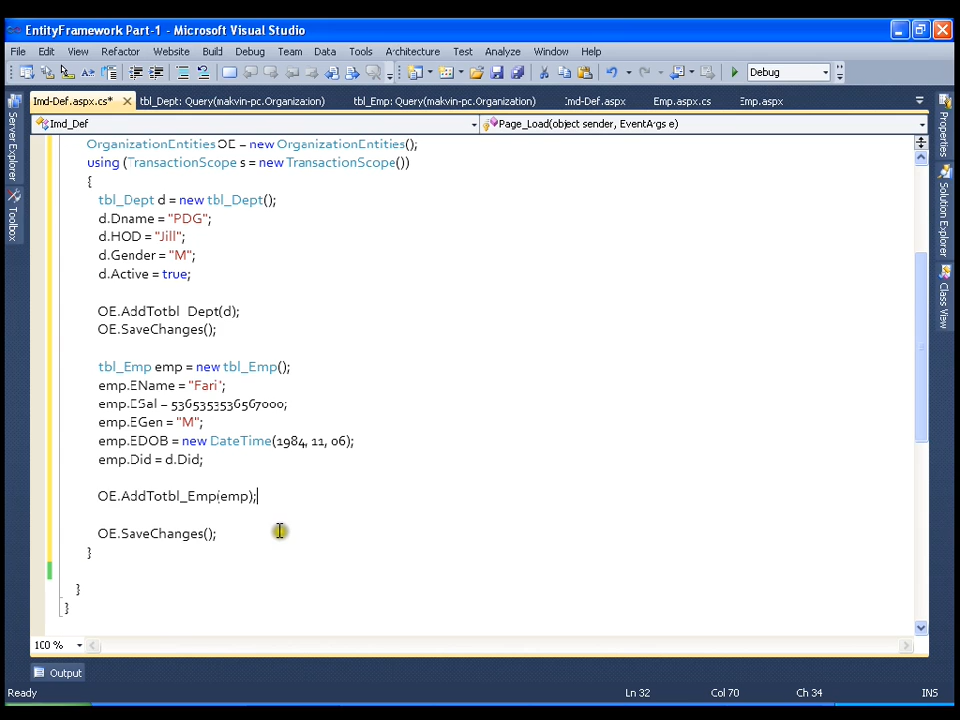 EntityFramework Part-1 - Microsoft Visual Studio
File Edit View Refactor Website Build Debug Team Data Tools Architecture Test Analyze Window Help
Debug
Imd-Def.aspx.cs* tbl_Dept: Query(makvin-pc.Organization) tbl_Emp: Query(makvin-pc.Organization) Imd-Def.aspx Emp.aspx.cs Emp.aspx
Imd_Def Page_Load(object sender, EventArgs e)
Server Explorer
Toolbox
Properties
Solution Explorer
Class View
OrganizationEntities OE = new OrganizationEntities();
using (TransactionScope s = new TransactionScope())
{
tbl_Dept d = new tbl_Dept();
d.Dname = "PDG";
d.HOD = "Jill";
d.Gender = "M";
d.Active = true;
OE.AddTotbl_Dept(d);
OE.SaveChanges();
tbl_Emp emp = new tbl_Emp();
emp.EName = "Fari";
emp.ESal = 5365353536567000;
emp.EGen = "M";
emp.EDOB = new DateTime(1984, 11, 06);
emp.Did = d.Did;
OE.AddTotbl_Emp(emp);
OE.SaveChanges();
}
}
}
100 %
Output
Ready Ln 32 Col 70 Ch 34 INS